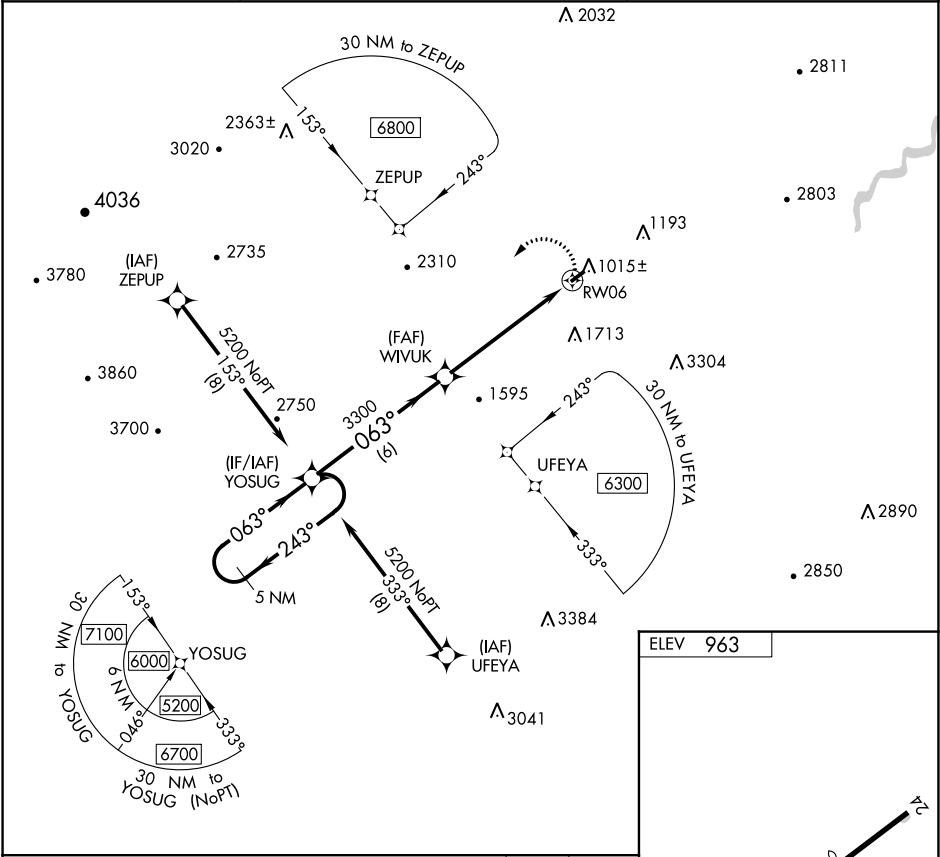 2032
30 NM to ZEPUP
2811
2363±
153°
6800
3020
243°
ZEPUP
4036
2803
1193
2735
2310
(IAF)
ZEPUP
3780
1015±
RW06
5200 NoPT
153°
(8)
(FAF)
WIVUK
1713
3304
3860
2750
3300
063°
(6)
1595
243°
30 NM to UFEYA
3700
(IF/IAF)
YOSUG
UFEYA
6300
063°
243°
333°
2890
5 NM
5200 NoPT
333°
(8)
2850
153°
30 NM to YOSUG
7100
6000
YOSUG
3384
(IAF)
UFEYA
ELEV 963
6 NM
5200
046°
333°
3041
6700
30 NM to
YOSUG (NoPT)
24